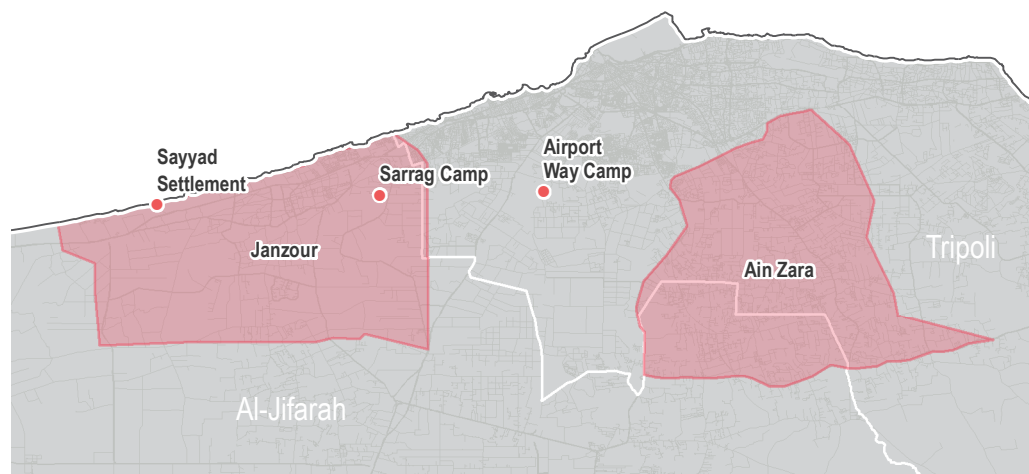 Sayyad
Settlement
Sarrag Camp
Airport
Way Camp
Janzour
Ain Zara
Tripoli
Al-Jifarah